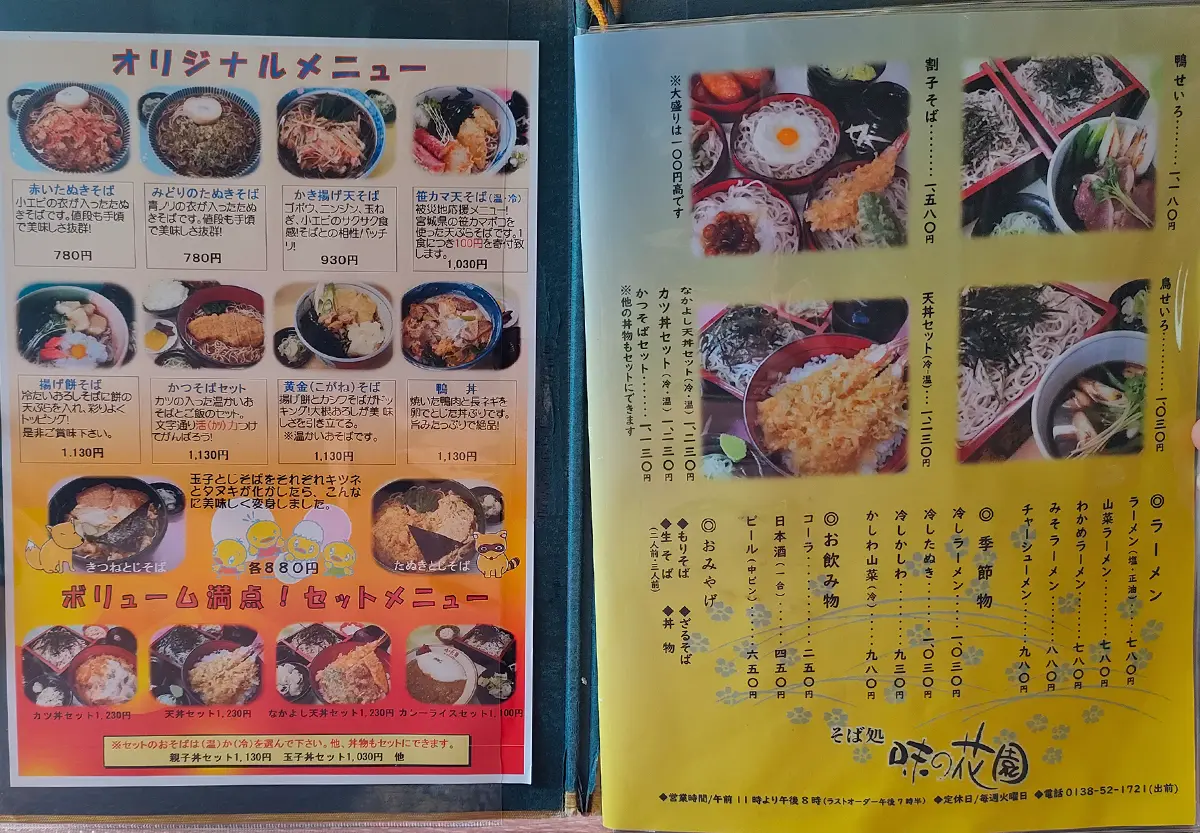 オリジナルメニュー
赤いたぬきそば
小エビの衣が入ったたぬ
きそばです。値段も手頃
で美味しさ抜群!
780円
みどりのたぬきそば
青ノリの衣が入ったたぬ
きそばです。値段も手頃
で美味しさ抜群!
780円
かき揚げ天そば
ゴボウ、ニンジン、玉ね
ぎ、小エビのサクサク食
感!そばとの相性バッチ
リ!
930円
笹カマ天そば(温・冷)
被災地応援メニュー!
宮城県の笹カマボコを
使った天ぷらそばです。1
食につき100円を寄付致
します。
1,030円
揚げ餅そば
冷たいおろしそばに餅の
天ぷらを入れ、彩りよく
トッピング!
是非ご賞味下さい。
1.130円
かつそばセット
カツの入った温かいお
そばとご飯のセット。
文字通り活(かつ)力つけ
てがんばろう!
1,130円
黄金(こがね)そば
揚げ餅とカシワそばがドッ
キング!大根おろしが美味
しさを引き立てる。
※温かいおそばです。
1,130円
鴨 丼
焼いた鴨肉と長ネギを
卵でとじた丼ぶりです。
旨みたっぷりで絶品!
1,130円
玉子とじそばをそれぞれキツネ
とタヌキが化かしたら、こんな
に美味しく変身しました。
きつねとじそば
各880円
たぬきとじそば
ボリューム満点!セットメニュー
カツ丼セット1,230円
天丼セット1,230円
なかよし天丼セット1,230円
カンーライスセット1,100円
※セットのおそばは(温)か(冷)を選んで下さい。他、丼物もセットにできます。
親子丼セット1,130円 玉子丼セット1,030円 他
鴨せいろ‥‥‥一、一八〇円
割子そば‥‥‥一、五八〇円
※大盛りは一〇〇円高です
鳥せいろ‥‥‥一、〇三〇円
天丼セット(冷・温)‥一、二三〇円
なかよし天丼セット(冷・温)一、二三〇円
カツ丼セット(冷・温)一、二三〇円
かつそばセット‥‥‥一、一三〇円
※他の丼物もセットにできます
◎ラーメン
ラーメン(塩・正油)‥七八〇円
山菜ラーメン‥‥‥七八〇円
わかめラーメン‥‥‥七八〇円
みそラーメン‥‥‥八八〇円
チャーシューメン‥‥‥九八〇円
◎季節物
冷しラーメン‥‥一〇三〇円
冷したぬき‥‥一〇三〇円
冷しかしわ‥‥‥九三〇円
かしわ山菜(冷)‥‥九八〇円
◎お飲み物
コーラ‥‥‥二五〇円
日本酒(一合)‥‥四五〇円
ビール(中ビン)‥‥六五〇円
◎おみやげ
◆もりそば ◆ざるそば
◆生そば ◆丼物
(二人前・三人前)
そば処
味の花園
◆営業時間/午前11時より午後8時(ラストオーダー午後7時半) ◆定休日/毎週火曜日 ◆電話 0138-52-1721(出前)